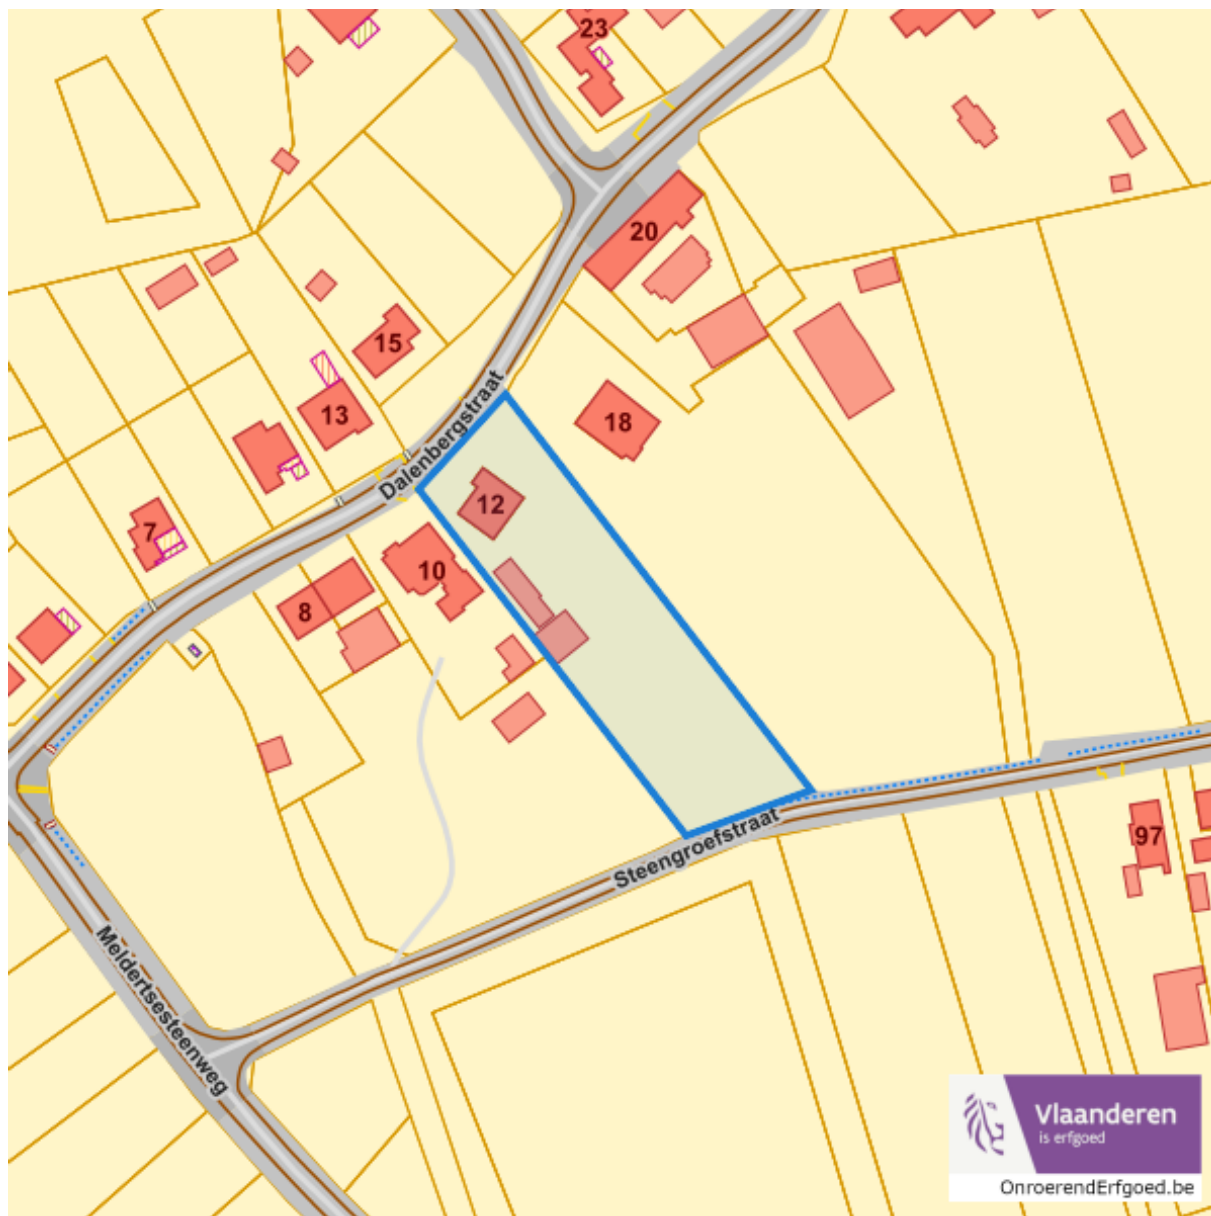 23
20
15
13
18
Dalenbergstraat
12
7
10
8
97
Steengroefstraat
Meldertsesteenweg
Vlaanderen
is erfgoed
OnroerendErfgoed.be